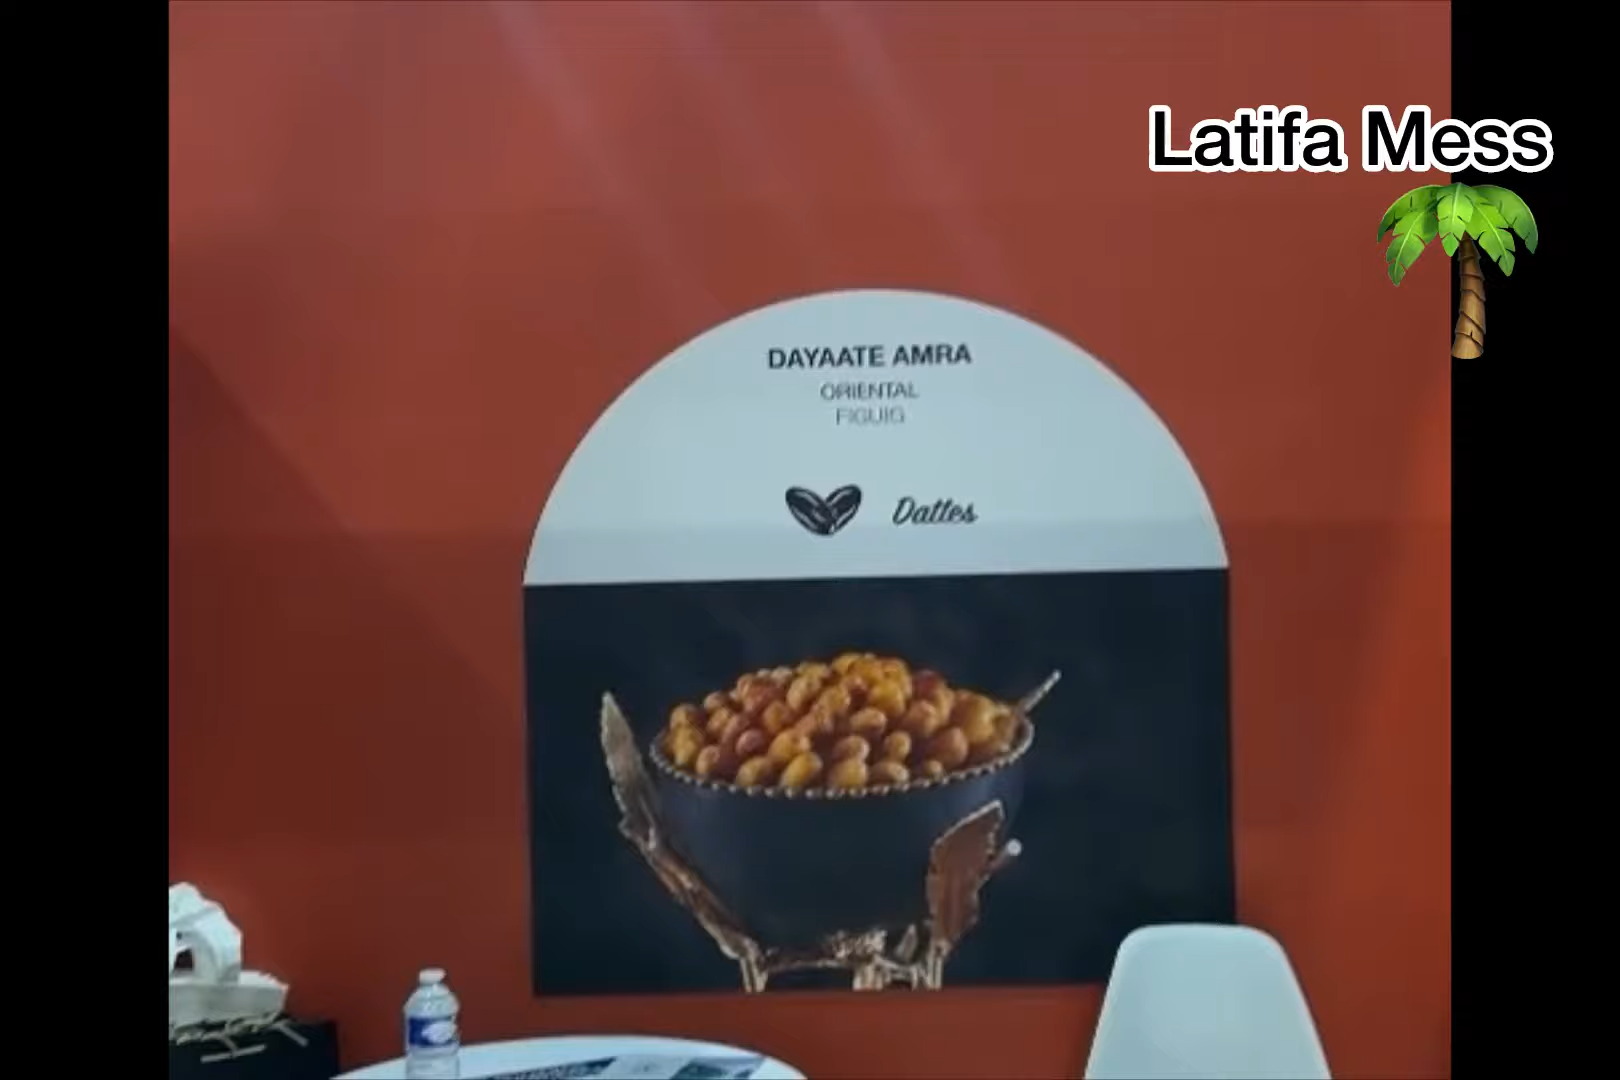 Latifa Mess
DAYAATE AMRA
ORIENTAL
FIGUIG
Dattes